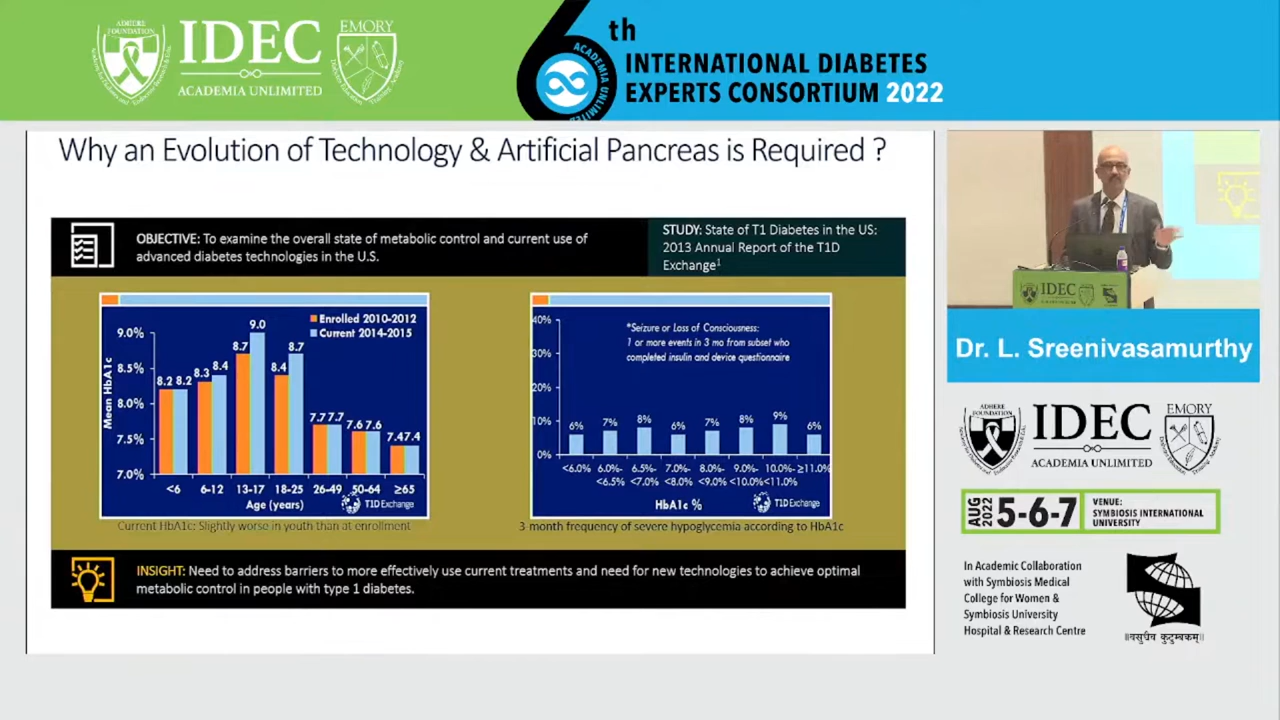 ADHERE
FOUNDATION
IDEC
ACADEMIA UNLIMITED
EMORY
6th
ACADEMIA UNLIMITED
INTERNATIONAL DIABETES
EXPERTS CONSORTIUM 2022
Why an Evolution of Technology & Artificial Pancreas is Required ?
OBJECTIVE: To examine the overall state of metabolic control and current use of
advanced diabetes technologies in the U.S.
STUDY: State of T1 Diabetes in the US:
2013 Annual Report of the T1D
Exchange1
Enrolled 2010-2012
Current 2014-2015
Mean HbA1c
9.0%
8.5%
8.0%
7.5%
7.0%
8.2 8.2 8.3 8.4 8.7 9.0 8.4 8.7 7.7 7.7 7.6 7.6 7.4 7.4
<6 6-12 13-17 18-25 26-49 50-64 ≥65
Age (years)
T1D Exchange
Current HbA1c: Slightly worse in youth than at enrollment
*Seizure or Loss of Consciousness:
1 or more events in 3 mo from subset who
completed insulin and device questionnaire
40%
30%
20%
10%
0%
6% 7% 8% 6% 7% 8% 9% 6%
<6.0% 6.0%- 6.5%- 7.0%- 8.0%- 9.0%- 10.0%- ≥11.0%
<6.5% <7.0% <8.0% <9.0% <10.0% <11.0%
HbA1c %
T1D Exchange
3-month frequency of severe hypoglycemia according to HbA1c
INSIGHT: Need to address barriers to more effectively use current treatments and need for new technologies to achieve optimal
metabolic control in people with type 1 diabetes.
IDEC
Dr. L. Sreenivasamurthy
ADHERE
FOUNDATION
IDEC
ACADEMIA UNLIMITED
EMORY
AUG
2022
5-6-7
VENUE:
SYMBIOSIS INTERNATIONAL
UNIVERSITY
In Academic Collaboration
with Symbiosis Medical
College for Women &
Symbiosis University
Hospital & Research Centre
॥वसुधैव कुटुम्बकम्॥